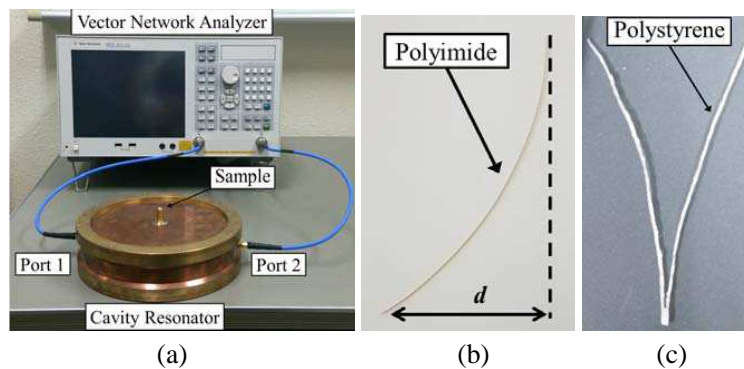 Vector Network Analyzer
Sample
Port 1
Port 2
Cavity Resonator
(a)
Polyimide
d
(b)
Polystyrene
(c)